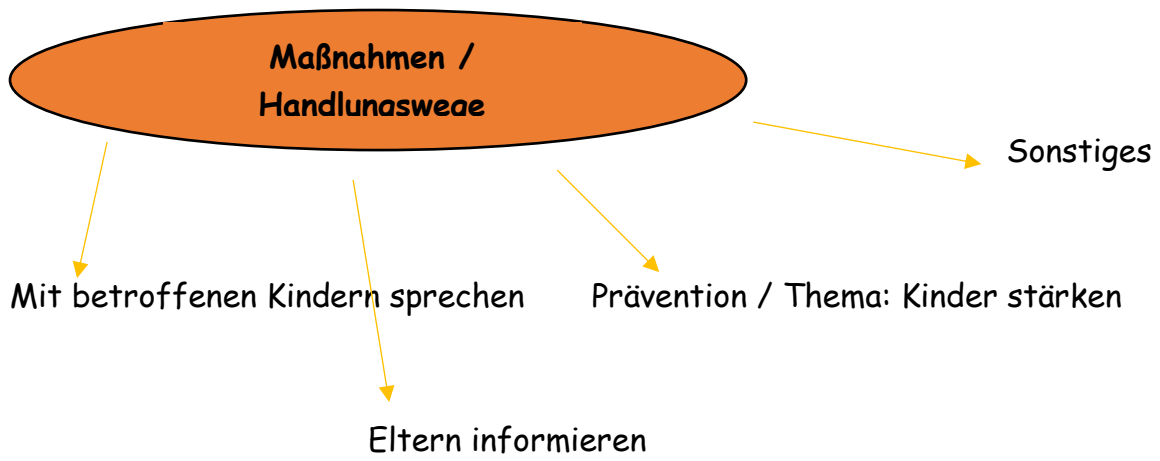 Maßnahmen /
Handlungswege
Sonstiges
Mit betroffenen Kindern sprechen
Prävention / Thema: Kinder stärken
Eltern informieren